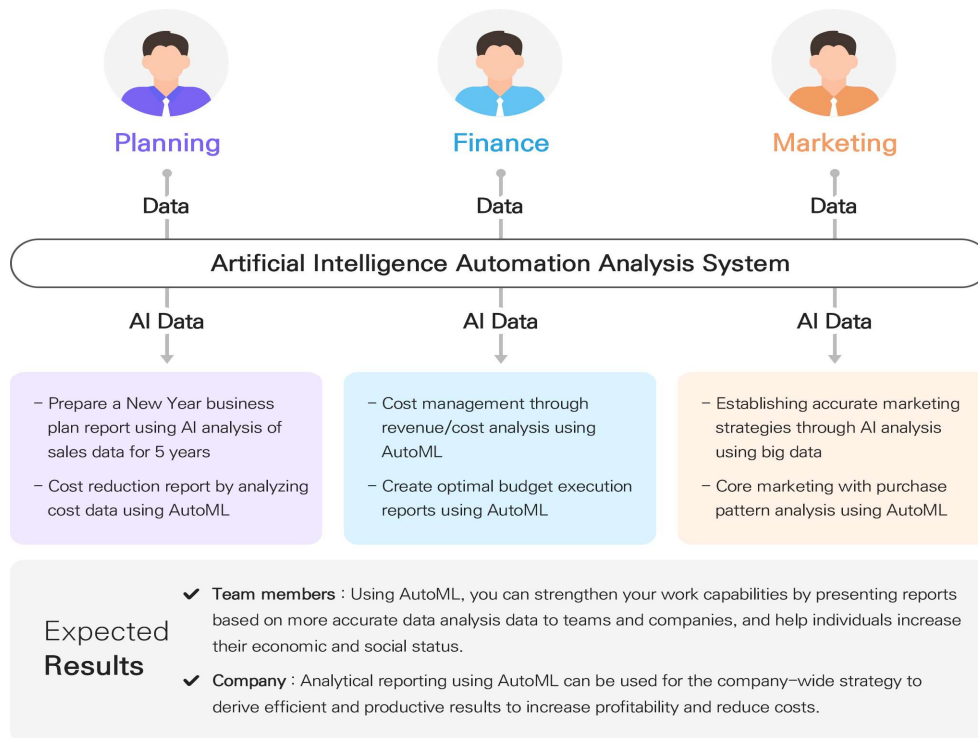 Planning
Finance
Marketing
Data
Data
Data
Artificial Intelligence Automation Analysis System
AI Data
AI Data
AI Data
– Prepare a New Year business
plan report using AI analysis of
sales data for 5 years
– Cost reduction report by analyzing
cost data using AutoML
– Cost management through
revenue/cost analysis using
AutoML
– Create optimal budget execution
reports using AutoML
– Establishing accurate marketing
strategies through AI analysis
using big data
– Core marketing with purchase
pattern analysis using AutoML
Expected
Results
✔ Team members : Using AutoML, you can strengthen your work capabilities by presenting reports
based on more accurate data analysis data to teams and companies, and help individuals increase
their economic and social status.
✔ Company : Analytical reporting using AutoML can be used for the company–wide strategy to
derive efficient and productive results to increase profitability and reduce costs.